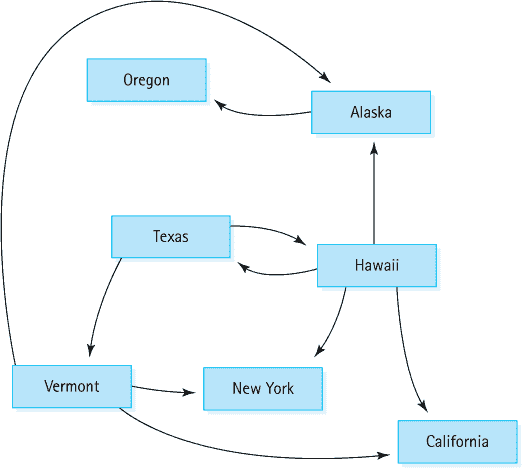 Oregon
Alaska
Texas
Hawaii
Vermont
New York
California